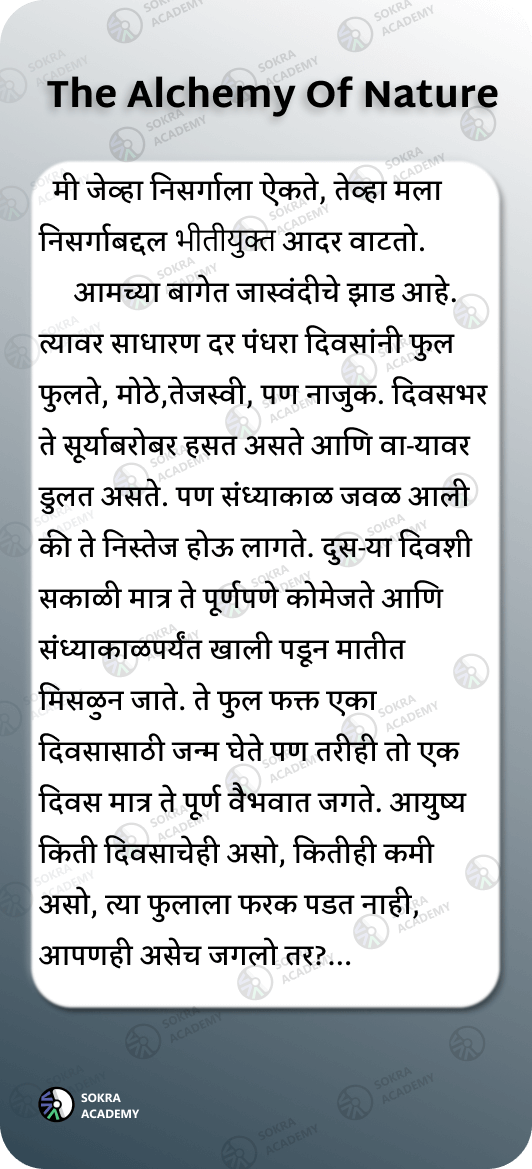 The Alchemy Of Nature
मी जेव्हा निसर्गाला ऐकते, तेव्हा मला
निसर्गाबद्दल भीतीयुक्त आदर वाटतो.
आमच्या बागेत जास्वंदीचे झाड आहे.
त्यावर साधारण दर पंधरा दिवसांनी फुल
फुलते, मोठे,तेजस्वी, पण नाजुक. दिवसभर
ते सूर्याबरोबर हसत असते आणि वा-यावर
डुलत असते. पण संध्याकाळ जवळ आली
की ते निस्तेज होऊ लागते. दुस-या दिवशी
सकाळी मात्र ते पूर्णपणे कोमेजते आणि
संध्याकाळपर्यंत खाली पडून मातीत
मिसळुन जाते. ते फुल फक्त एका
दिवसासाठी जन्म घेते पण तरीही तो एक
दिवस मात्र ते पूर्ण वैभवात जगते. आयुष्य
किती दिवसाचेही असो, कितीही कमी
असो, त्या फुलाला फरक पडत नाही,
आपणही असेच जगलो तर?...
SOKRA
ACADEMY